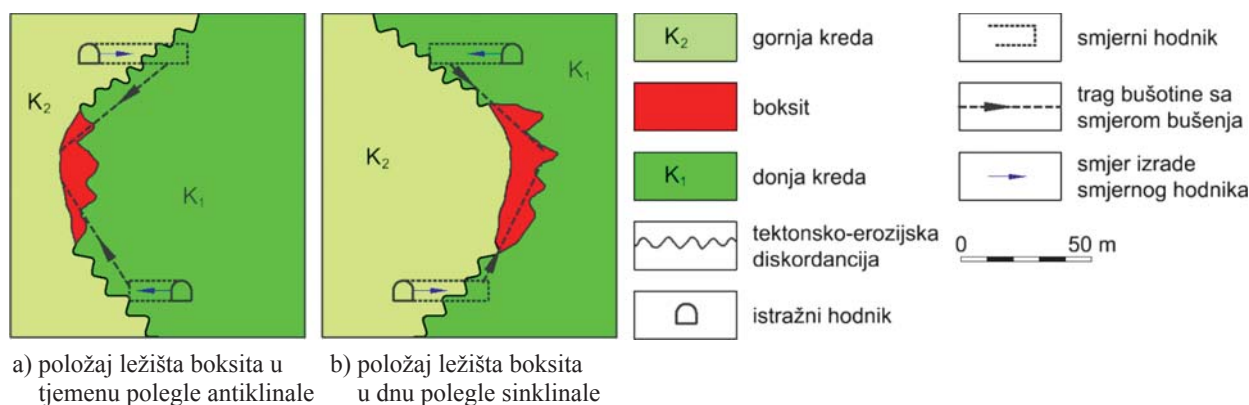 K₂
K₁
K₁
K₂
K₂
gornja kreda
boksit
K₁
donja kreda
tektonsko-erozijska
diskordancija
istražni hodnik
smjerni hodnik
trag bušotine sa
smjerom bušenja
smjer izrade
smjernog hodnika
0 50 m
a) položaj ležišta boksita u
tjemenu polegle antiklinale
b) položaj ležišta boksita
u dnu polegle sinklinale